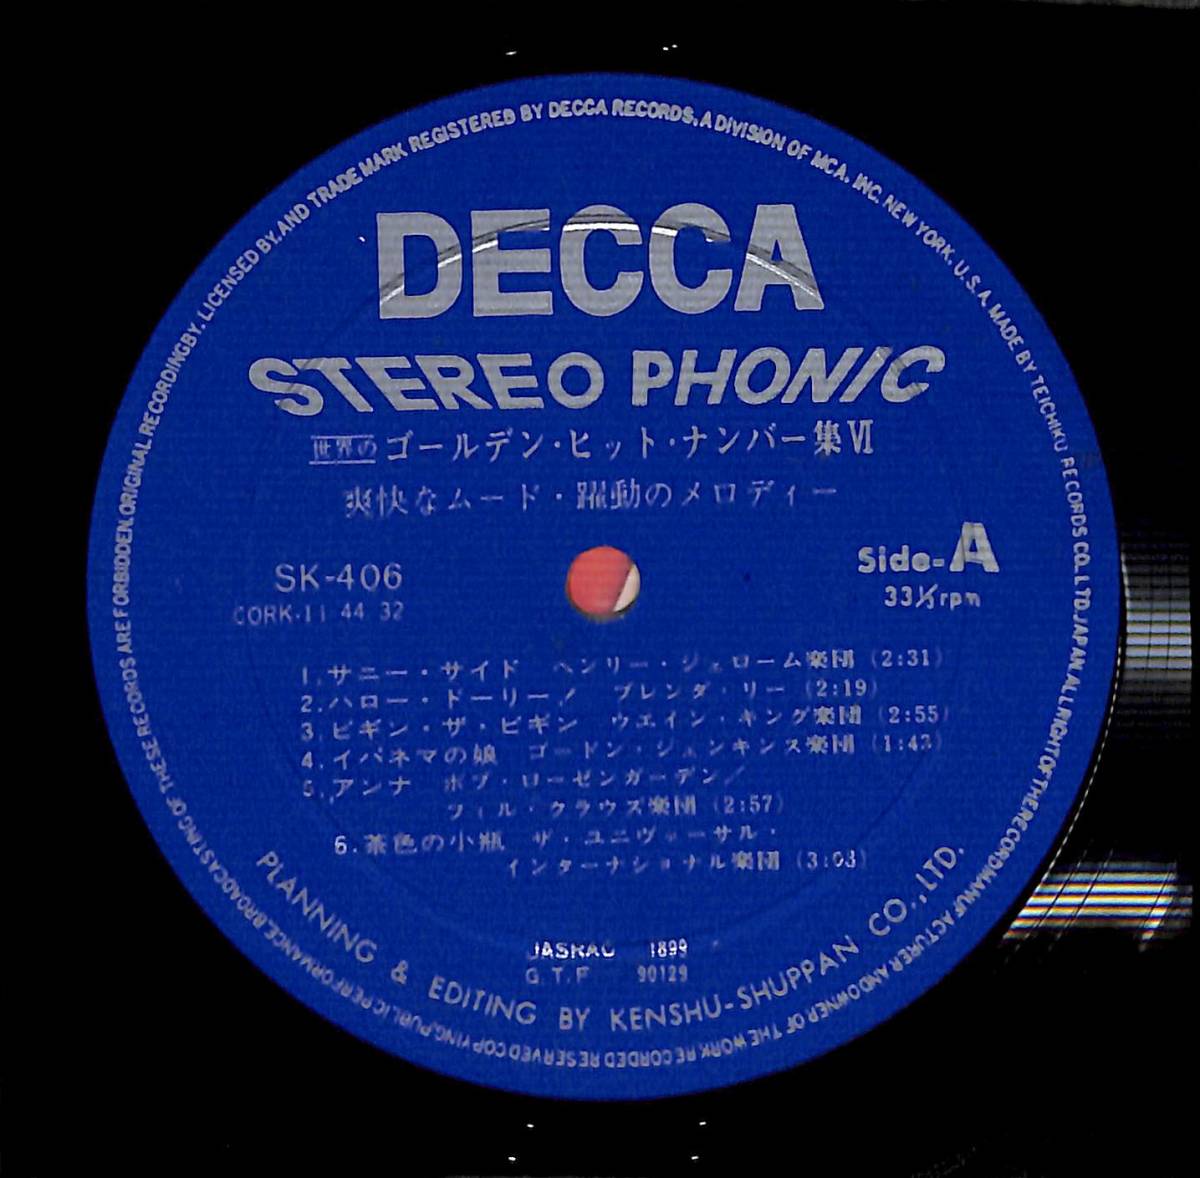 DECCA
STEREO PHONIC
世界の ゴールデン・ヒット・ナンバー集Ⅵ
爽快なムード・躍動のメロディー
SK-406
CORK-11 44 32
Side-A
33⅓rpm
1.サニー・サイド ヘンリー・ジェローム楽団 (2:31)
2.ハロー・ドーリー! ブレンダ・リー (2:19)
3.ビギン・ザ・ビギン ウエイン・キング楽団 (2:55)
4.イパネマの娘 ゴードン・ジェンキンス楽団
5.アンナ ボブ・ローゼンガーデン/
フィル・クラウス楽団 (2:57)
6.茶色の小瓶 ザ・ユニヴァーサル・
インターナショナル楽団 (3:03)
JASRAC 1899
G.T.F 90129
PLANNING & EDITING BY KENSHU-SHUPPAN CO.,LTD.
ORIGINAL RECORDING BY, LICENSED BY, AND TRADE MARK REGISTERED BY DECCA RECORDS, A DIVISION OF MCA, INC. NEW YORK, U.S.A. MADE BY TEICHIKU RECORDS CO., LTD. JAPAN ALL RIGHT OF THE RECORD MANUFACTURER AND OWNER OF THE WORK RECORDED RESERVED COPYING, PUBLIC PERFORMANCE, BROADCASTING OF THESE RECORDS ARE FORBIDDEN.